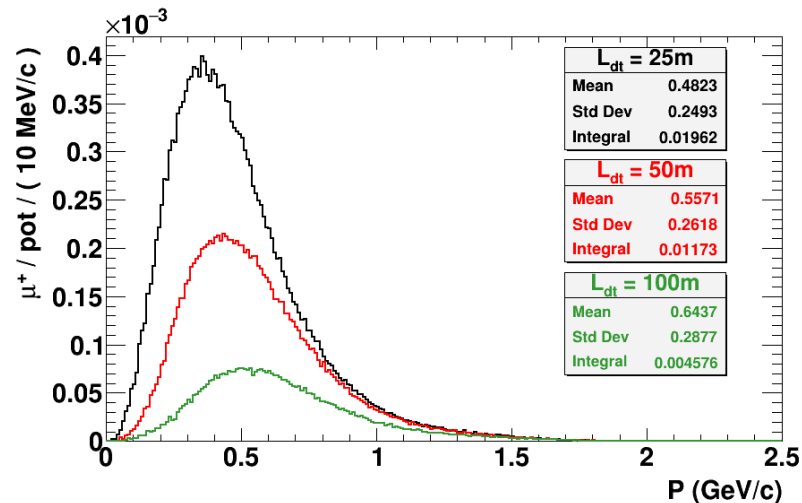 ×10⁻³
0.4
0.35
0.3
0.25
0.2
0.15
0.1
0.05
0
μ⁺ / pot / ( 10 MeV/c)
L_dt = 25m
Mean 0.4823
Std Dev 0.2493
Integral 0.01962
L_dt = 50m
Mean 0.5571
Std Dev 0.2618
Integral 0.01173
L_dt = 100m
Mean 0.6437
Std Dev 0.2877
Integral 0.004576
0 0.5 1 1.5 2 2.5
P (GeV/c)